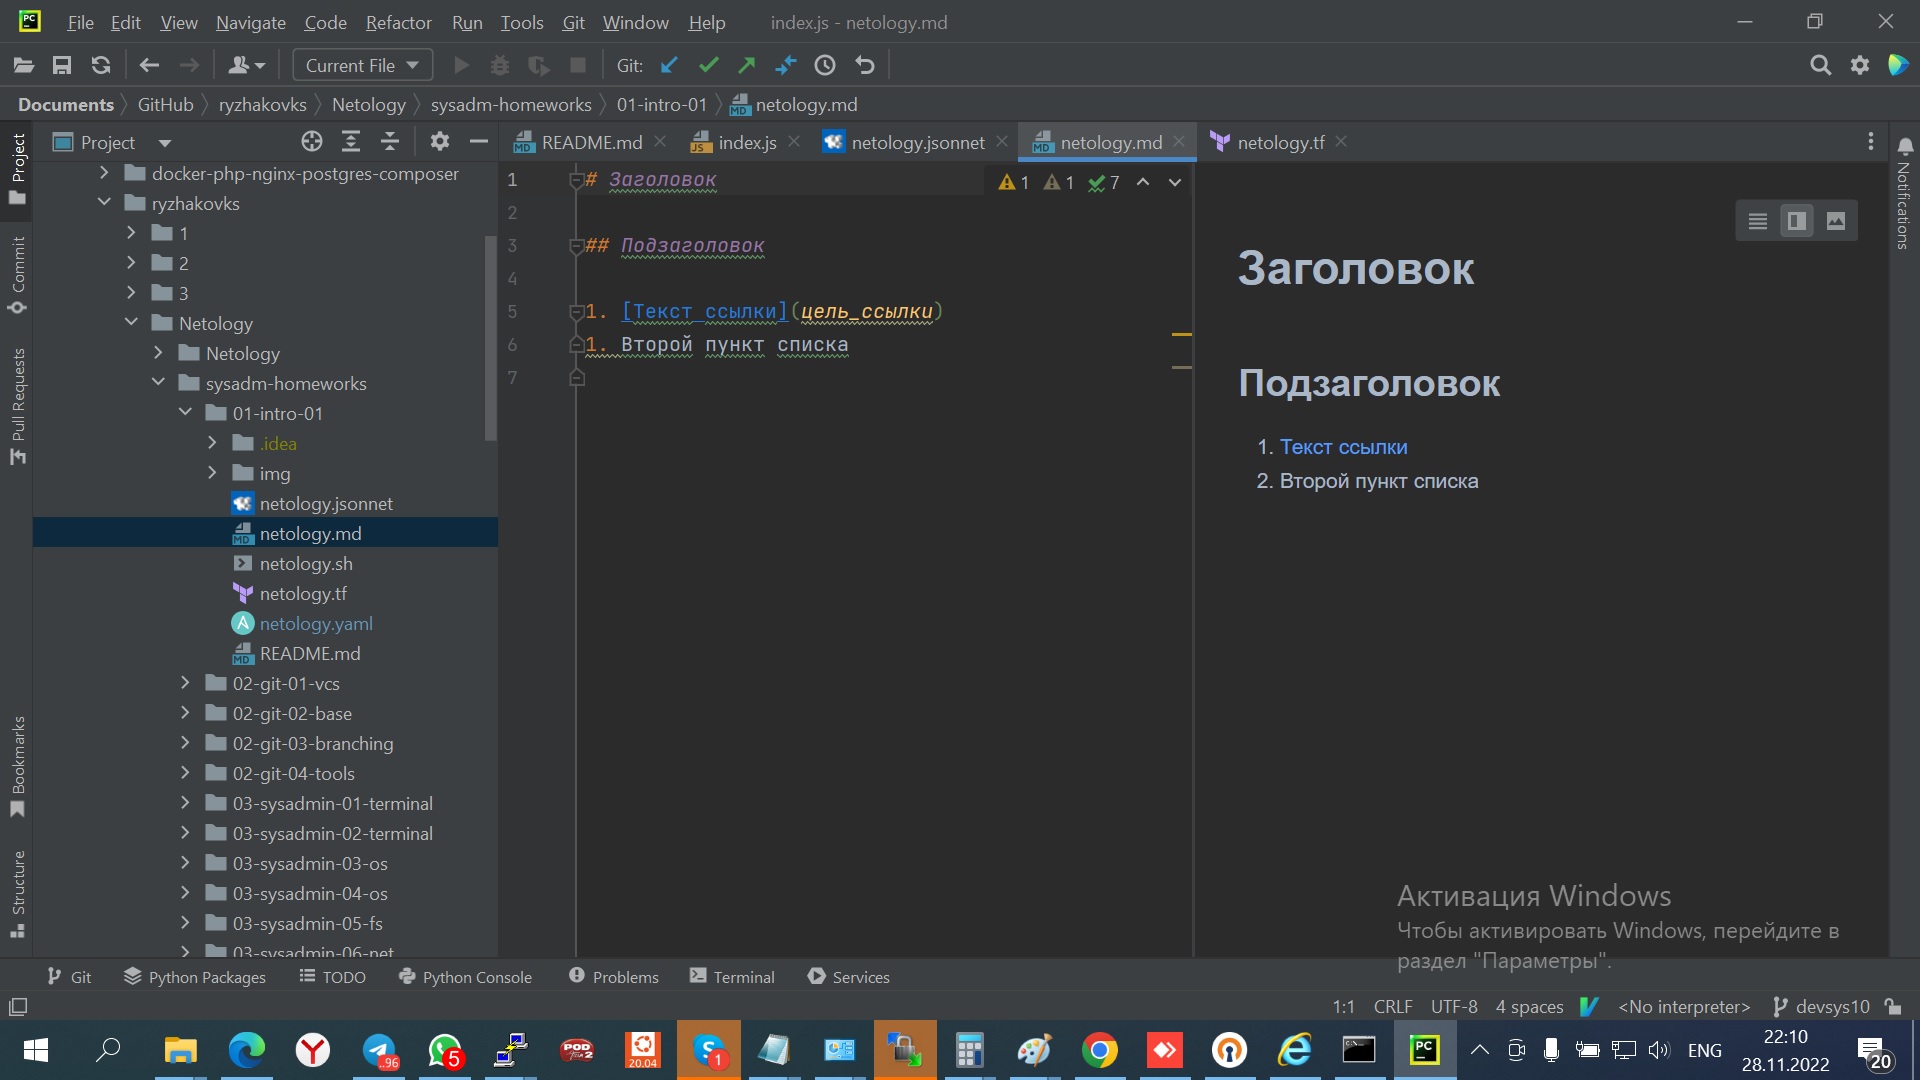 File Edit View Navigate Code Refactor Run Tools Git Window Help index.js - netology.md
Current File Git:
Documents GitHub ryzhakovks Netology sysadm-homeworks 01-intro-01 netology.md
Project
README.md index.js netology.jsonnet netology.md netology.tf
docker-php-nginx-postgres-composer
ryzhakovks
1
2
3
Netology
Netology
sysadm-homeworks
01-intro-01
.idea
img
netology.jsonnet
netology.md
netology.sh
netology.tf
netology.yaml
README.md
02-git-01-vcs
02-git-02-base
02-git-03-branching
02-git-04-tools
03-sysadmin-01-terminal
03-sysadmin-02-terminal
03-sysadmin-03-os
03-sysadmin-04-os
03-sysadmin-05-fs
03-sysadmin-06-net
Project
Commit
Pull Requests
Bookmarks
Structure
1 # Заголовок
1 1 7
2
3 ## Подзаголовок
4
5 1. [Текст ссылки](цель_ссылки)
6 1. Второй пункт списка
7
Заголовок
Подзаголовок
1. Текст ссылки
2. Второй пункт списка
Notifications
Активация Windows
Чтобы активировать Windows, перейдите в
раздел "Параметры".
Git Python Packages TODO Python Console Problems Terminal Services
1:1 CRLF UTF-8 4 spaces <No interpreter> devsys10
..96 5 POD 20.04 1 PC ENG
22:10
28.11.2022
20